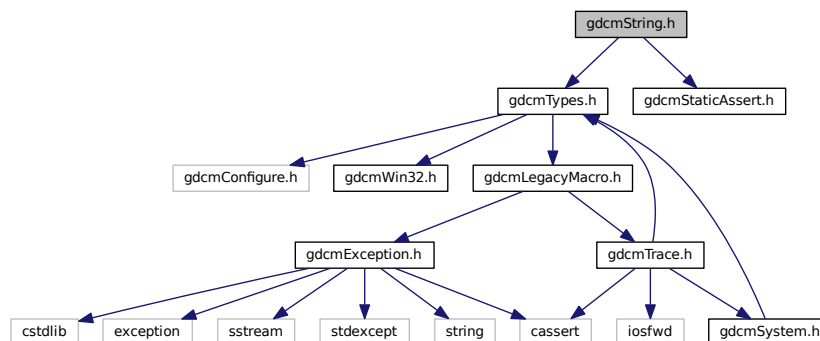 gdcmString.h
gdcmTypes.h
gdcmStaticAssert.h
gdcmConfigure.h
gdcmWin32.h
gdcmLegacyMacro.h
gdcmException.h
gdcmTrace.h
cstdlib
exception
sstream
stdexcept
string
cassert
iosfwd
gdcmSystem.h